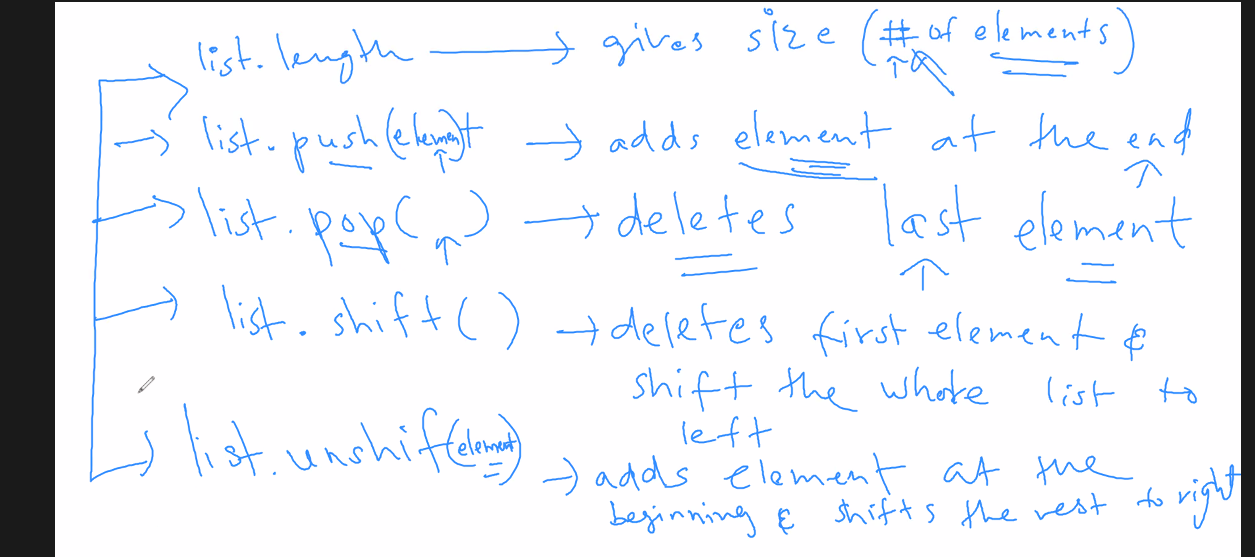 list.length → gives size (# of elements)
→ list.push(element) → adds element at the end
→ list.pop( ) → deletes last element
→ list.shift( ) → deletes first element &
shift the whole list to
left
→ list.unshift(element) → adds element at the
beginning & shifts the rest to right